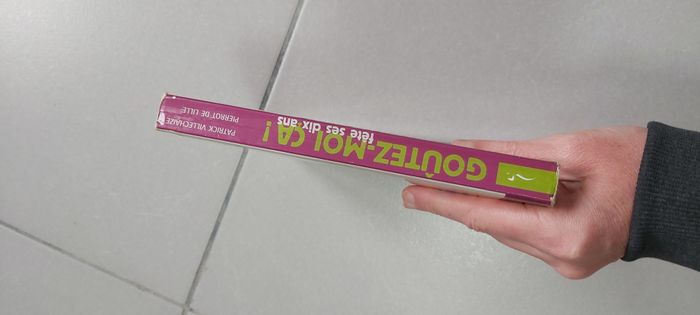 GOÛTEZ-MOI ÇA !
fête ses dix ans
PATRICK VILLECHAIZE
PIERROT DE LILLE